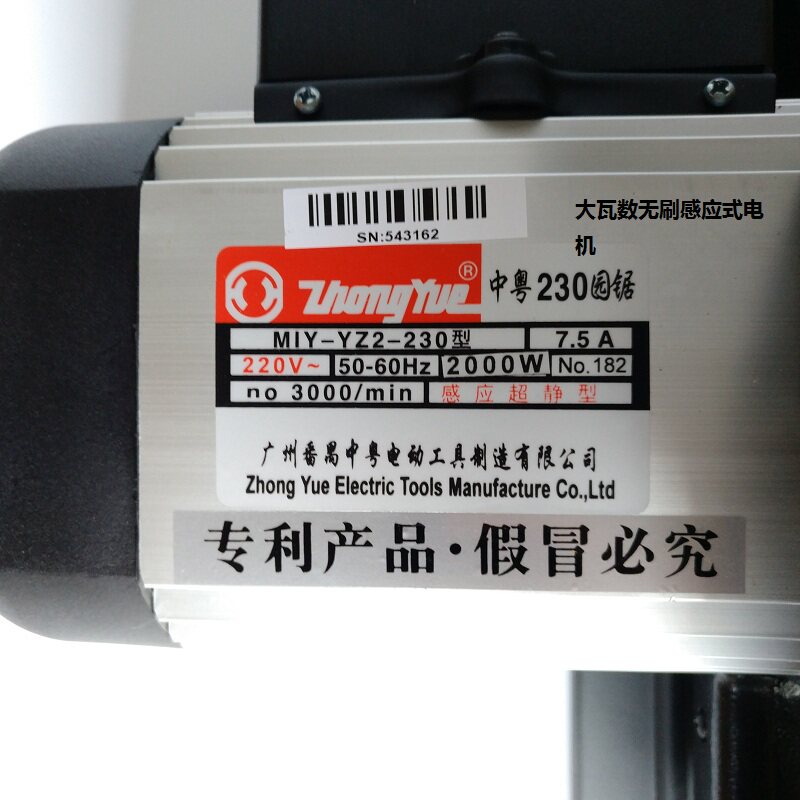 SN:543162
大瓦数无刷感应式电
机
ZhongYue® 中粤230园锯
MIY-YZ2-230型 7.5A
220V~ 50-60Hz 2000W No.182
no 3000/min 感应超静型
广州番禺中粤电动工具制造有限公司
Zhong Yue Electric Tools Manufacture Co.,Ltd
专利产品·假冒必究